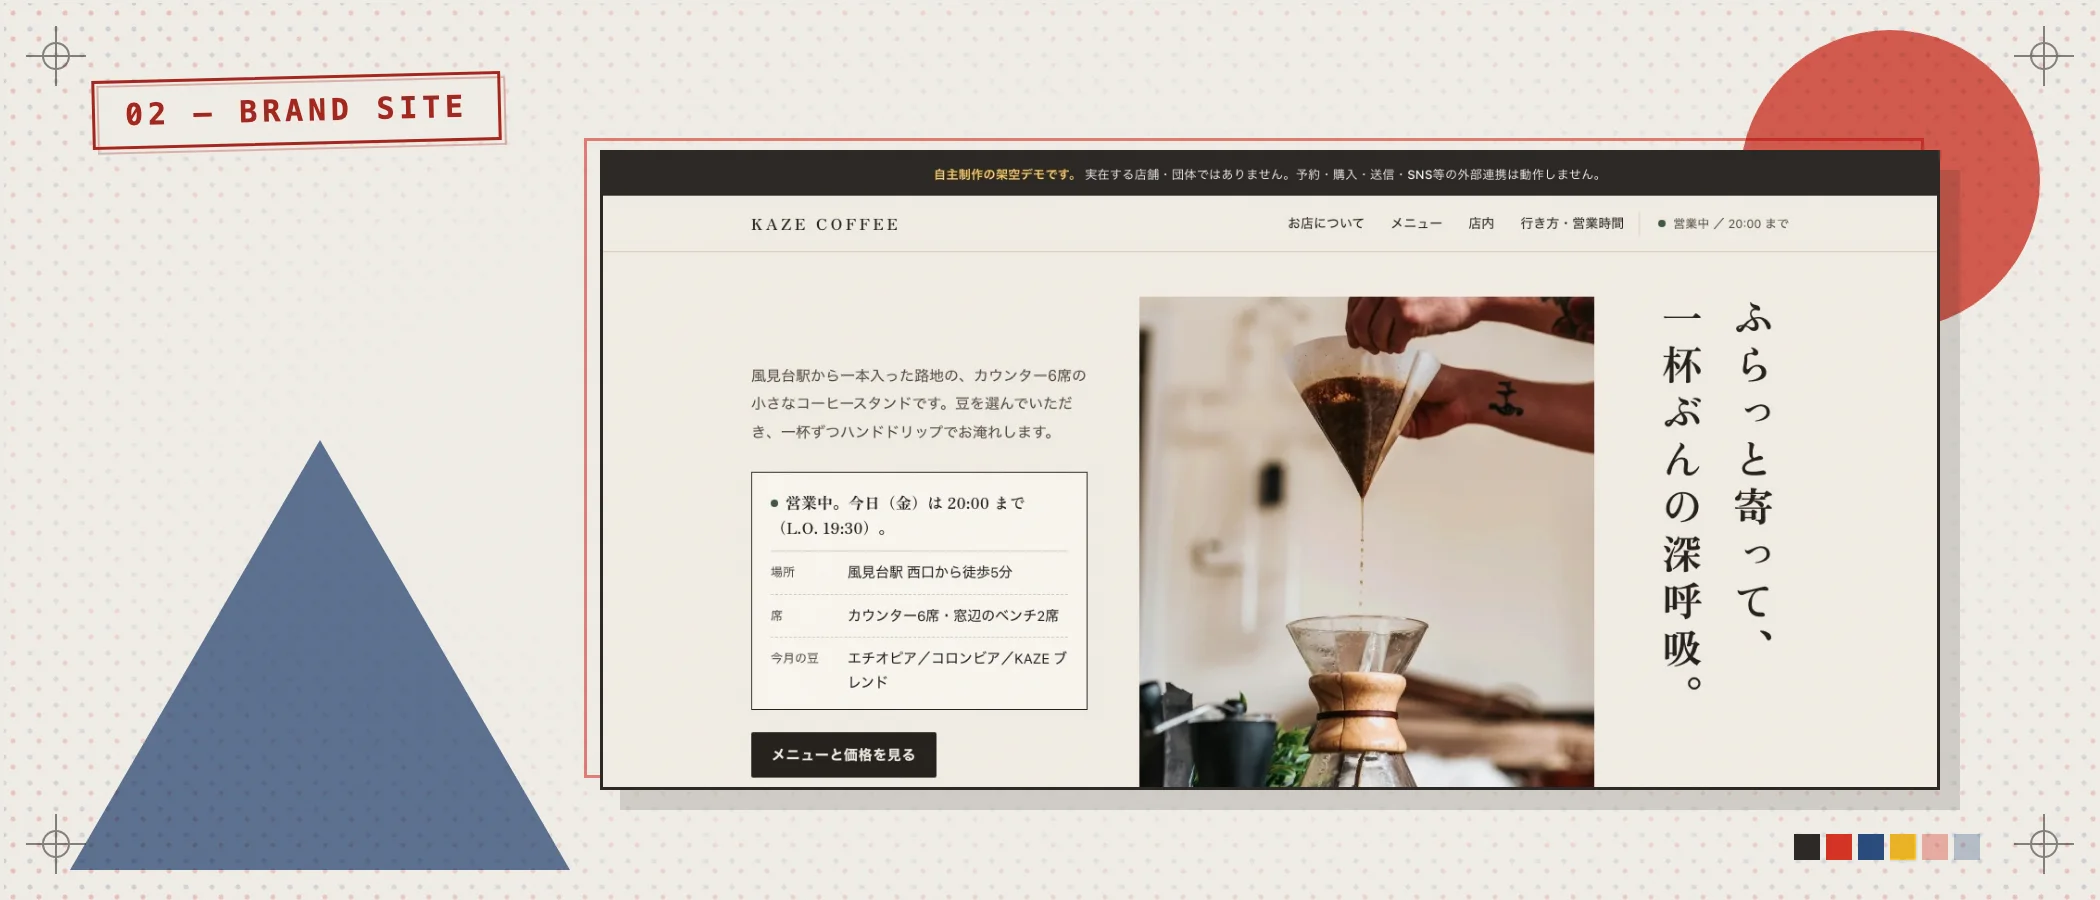 02 — BRAND SITE
自主制作の架空デモです。 実在する店舗・団体ではありません。予約・購入・送信・SNS等の外部連携は動作しません。
KAZE COFFEE
お店について メニュー 店内 行き方・営業時間 営業中 ／ 20:00 まで
ふらっと寄って、
一杯ぶんの深呼吸。
風見台駅から一本入った路地の、カウンター6席の
小さなコーヒースタンドです。豆を選んでいただ
き、一杯ずつハンドドリップでお淹れします。
営業中。今日（金）は 20:00 まで
（L.O. 19:30）。
場所 風見台駅 西口から徒歩5分
席 カウンター6席・窓辺のベンチ2席
今月の豆 エチオピア／コロンビア／KAZE ブ
レンド
メニューと価格を見る